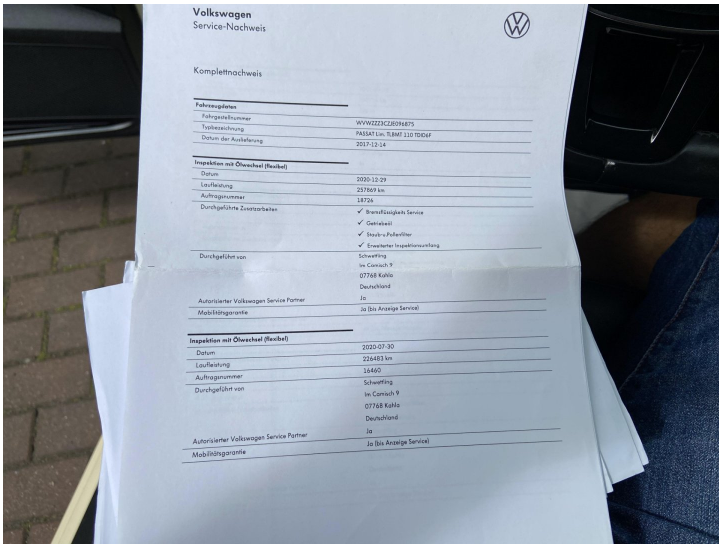 Volkswagen
Service-Nachweis
Komplettnachweis
Fahrzeugdaten
Fahrgestellnummer WVWZZZ3CZJE096875
Typbezeichnung PASSAT Lim. TLBMT 110 TDID6F
Datum der Auslieferung 2017-12-14
Inspektion mit Ölwechsel (flexibel)
Datum 2020-12-29
Laufleistung 257869 km
Auftragsnummer 18726
Durchgeführte Zusatzarbeiten ✓ Bremsflüssigkeits Service
✓ Getriebeöl
✓ Staub-u.Pollenfilter
✓ Erweiterter Inspektionsumfang
Durchgeführt von Schwettling
Im Camisch 9
07768 Kahla
Deutschland
Autorisierter Volkswagen Service Partner Ja
Mobilitätsgarantie Ja (bis Anzeige Service)
Inspektion mit Ölwechsel (flexibel)
Datum 2020-07-30
Laufleistung 226483 km
Auftragsnummer 16460
Durchgeführt von Schwettling
Im Camisch 9
07768 Kahla
Deutschland
Autorisierter Volkswagen Service Partner Ja
Mobilitätsgarantie Ja (bis Anzeige Service)